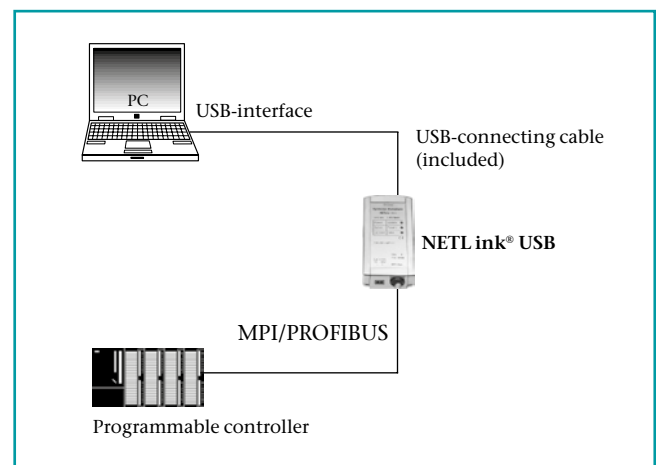 PC
USB-interface
USB-connecting cable
(included)
NETL ink® USB
MPI/PROFIBUS
Programmable controller